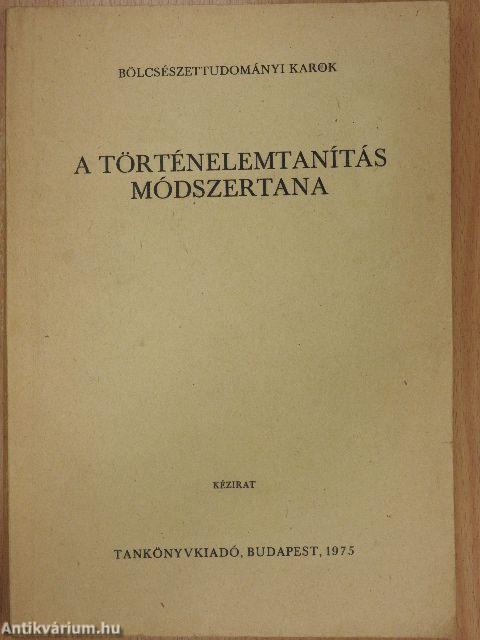 BÖLCSÉSZETTUDOMÁNYI KAROK
A TÖRTÉNELEMTANÍTÁS
MÓDSZERTANA
KÉZIRAT
TANKÖNYVKIADÓ, BUDAPEST, 1975
Antikvárium.hu